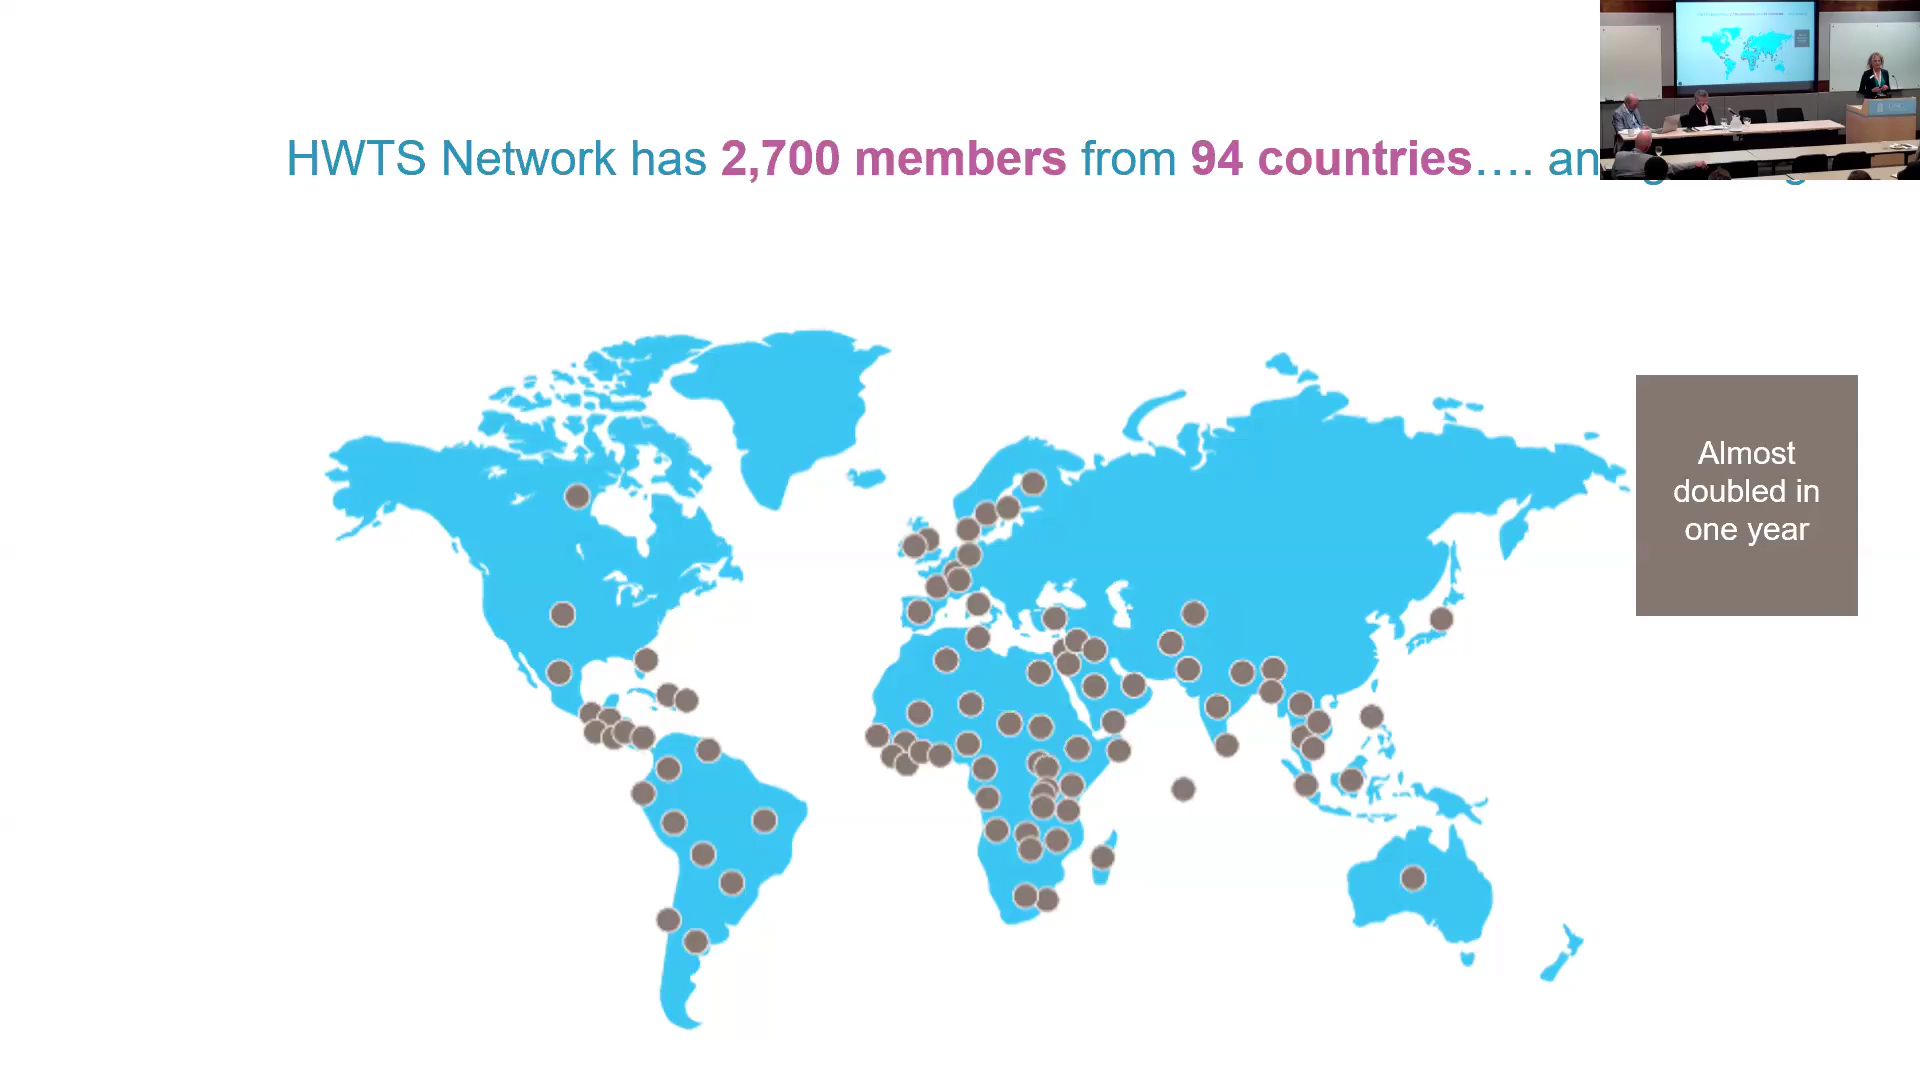 HWTS Network has 2,700 members from 94 countries…. an
Almost
doubled in
one year